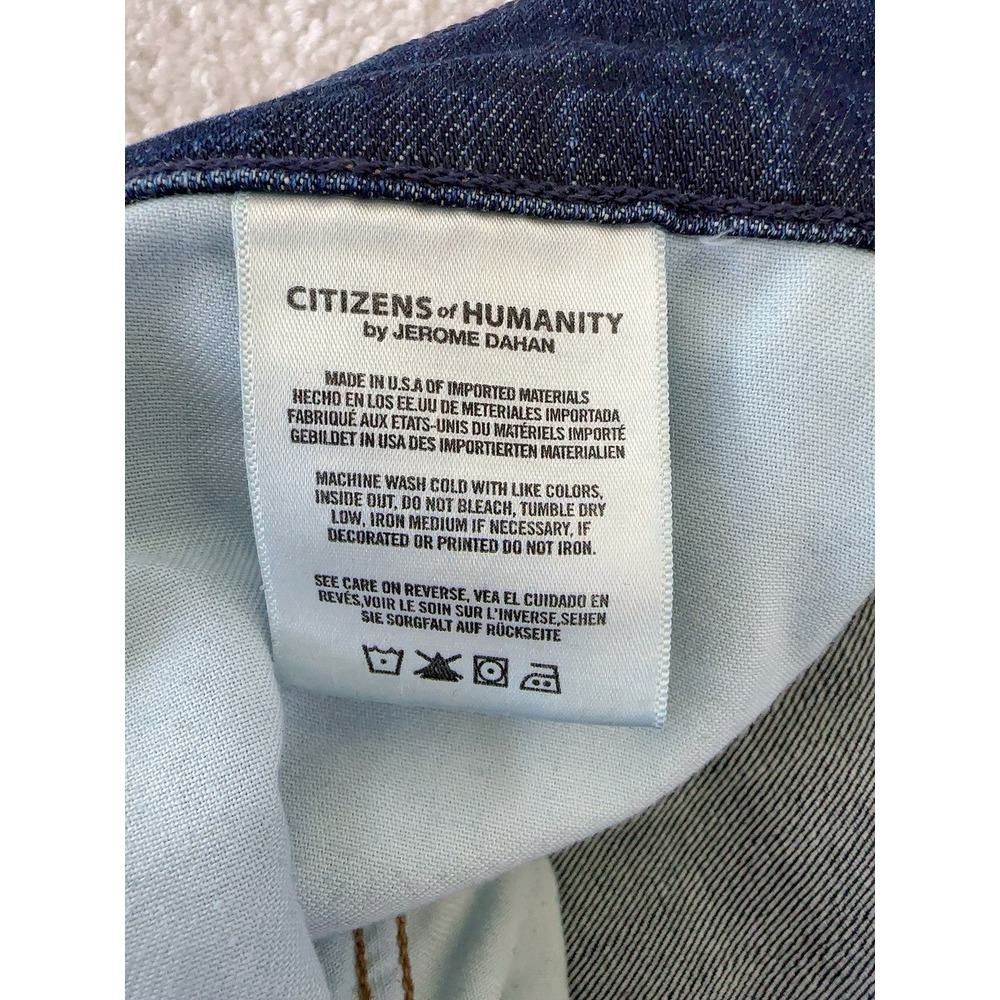 CITIZENS of HUMANITY
by JEROME DAHAN
MADE IN U.S.A OF IMPORTED MATERIALS
HECHO EN LOS EE.UU DE METERIALES IMPORTADA
FABRIQUÉ AUX ETATS-UNIS DU MATÉRIELS IMPORTÉ
GEBILDET IN USA DES IMPORTIERTEN MATERIALIEN
MACHINE WASH COLD WITH LIKE COLORS,
INSIDE OUT, DO NOT BLEACH, TUMBLE DRY
LOW, IRON MEDIUM IF NECESSARY, IF
DECORATED OR PRINTED DO NOT IRON.
SEE CARE ON REVERSE, VEA EL CUIDADO EN
REVÉS,VOIR LE SOIN SUR L'INVERSE,SEHEN
SIE SORGFALT AUF RÜCKSEITE